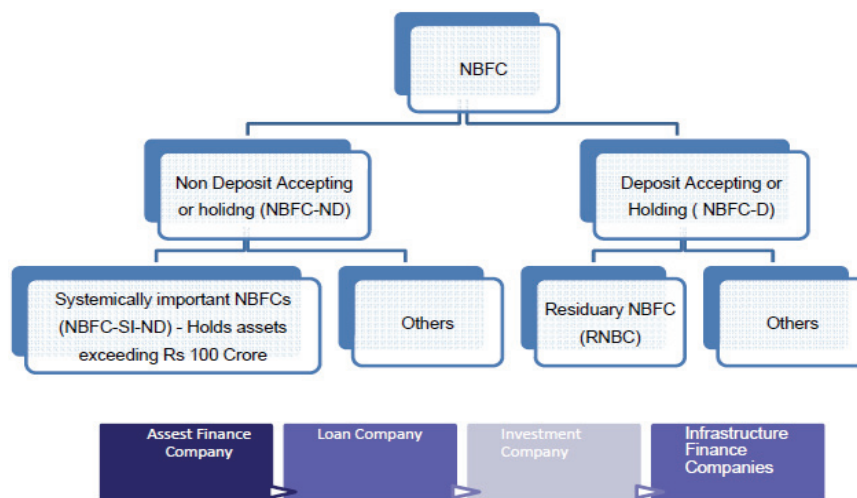 NBFC
Non Deposit Accepting
or holidng (NBFC-ND)
Deposit Accepting or
Holding ( NBFC-D)
Systemically important NBFCs
(NBFC-SI-ND) - Holds assets
exceeding Rs 100 Crore
Others
Residuary NBFC
(RNBC)
Others
Assest Finance
Company
Loan Company
Investment
Company
Infrastructure
Finance
Companies